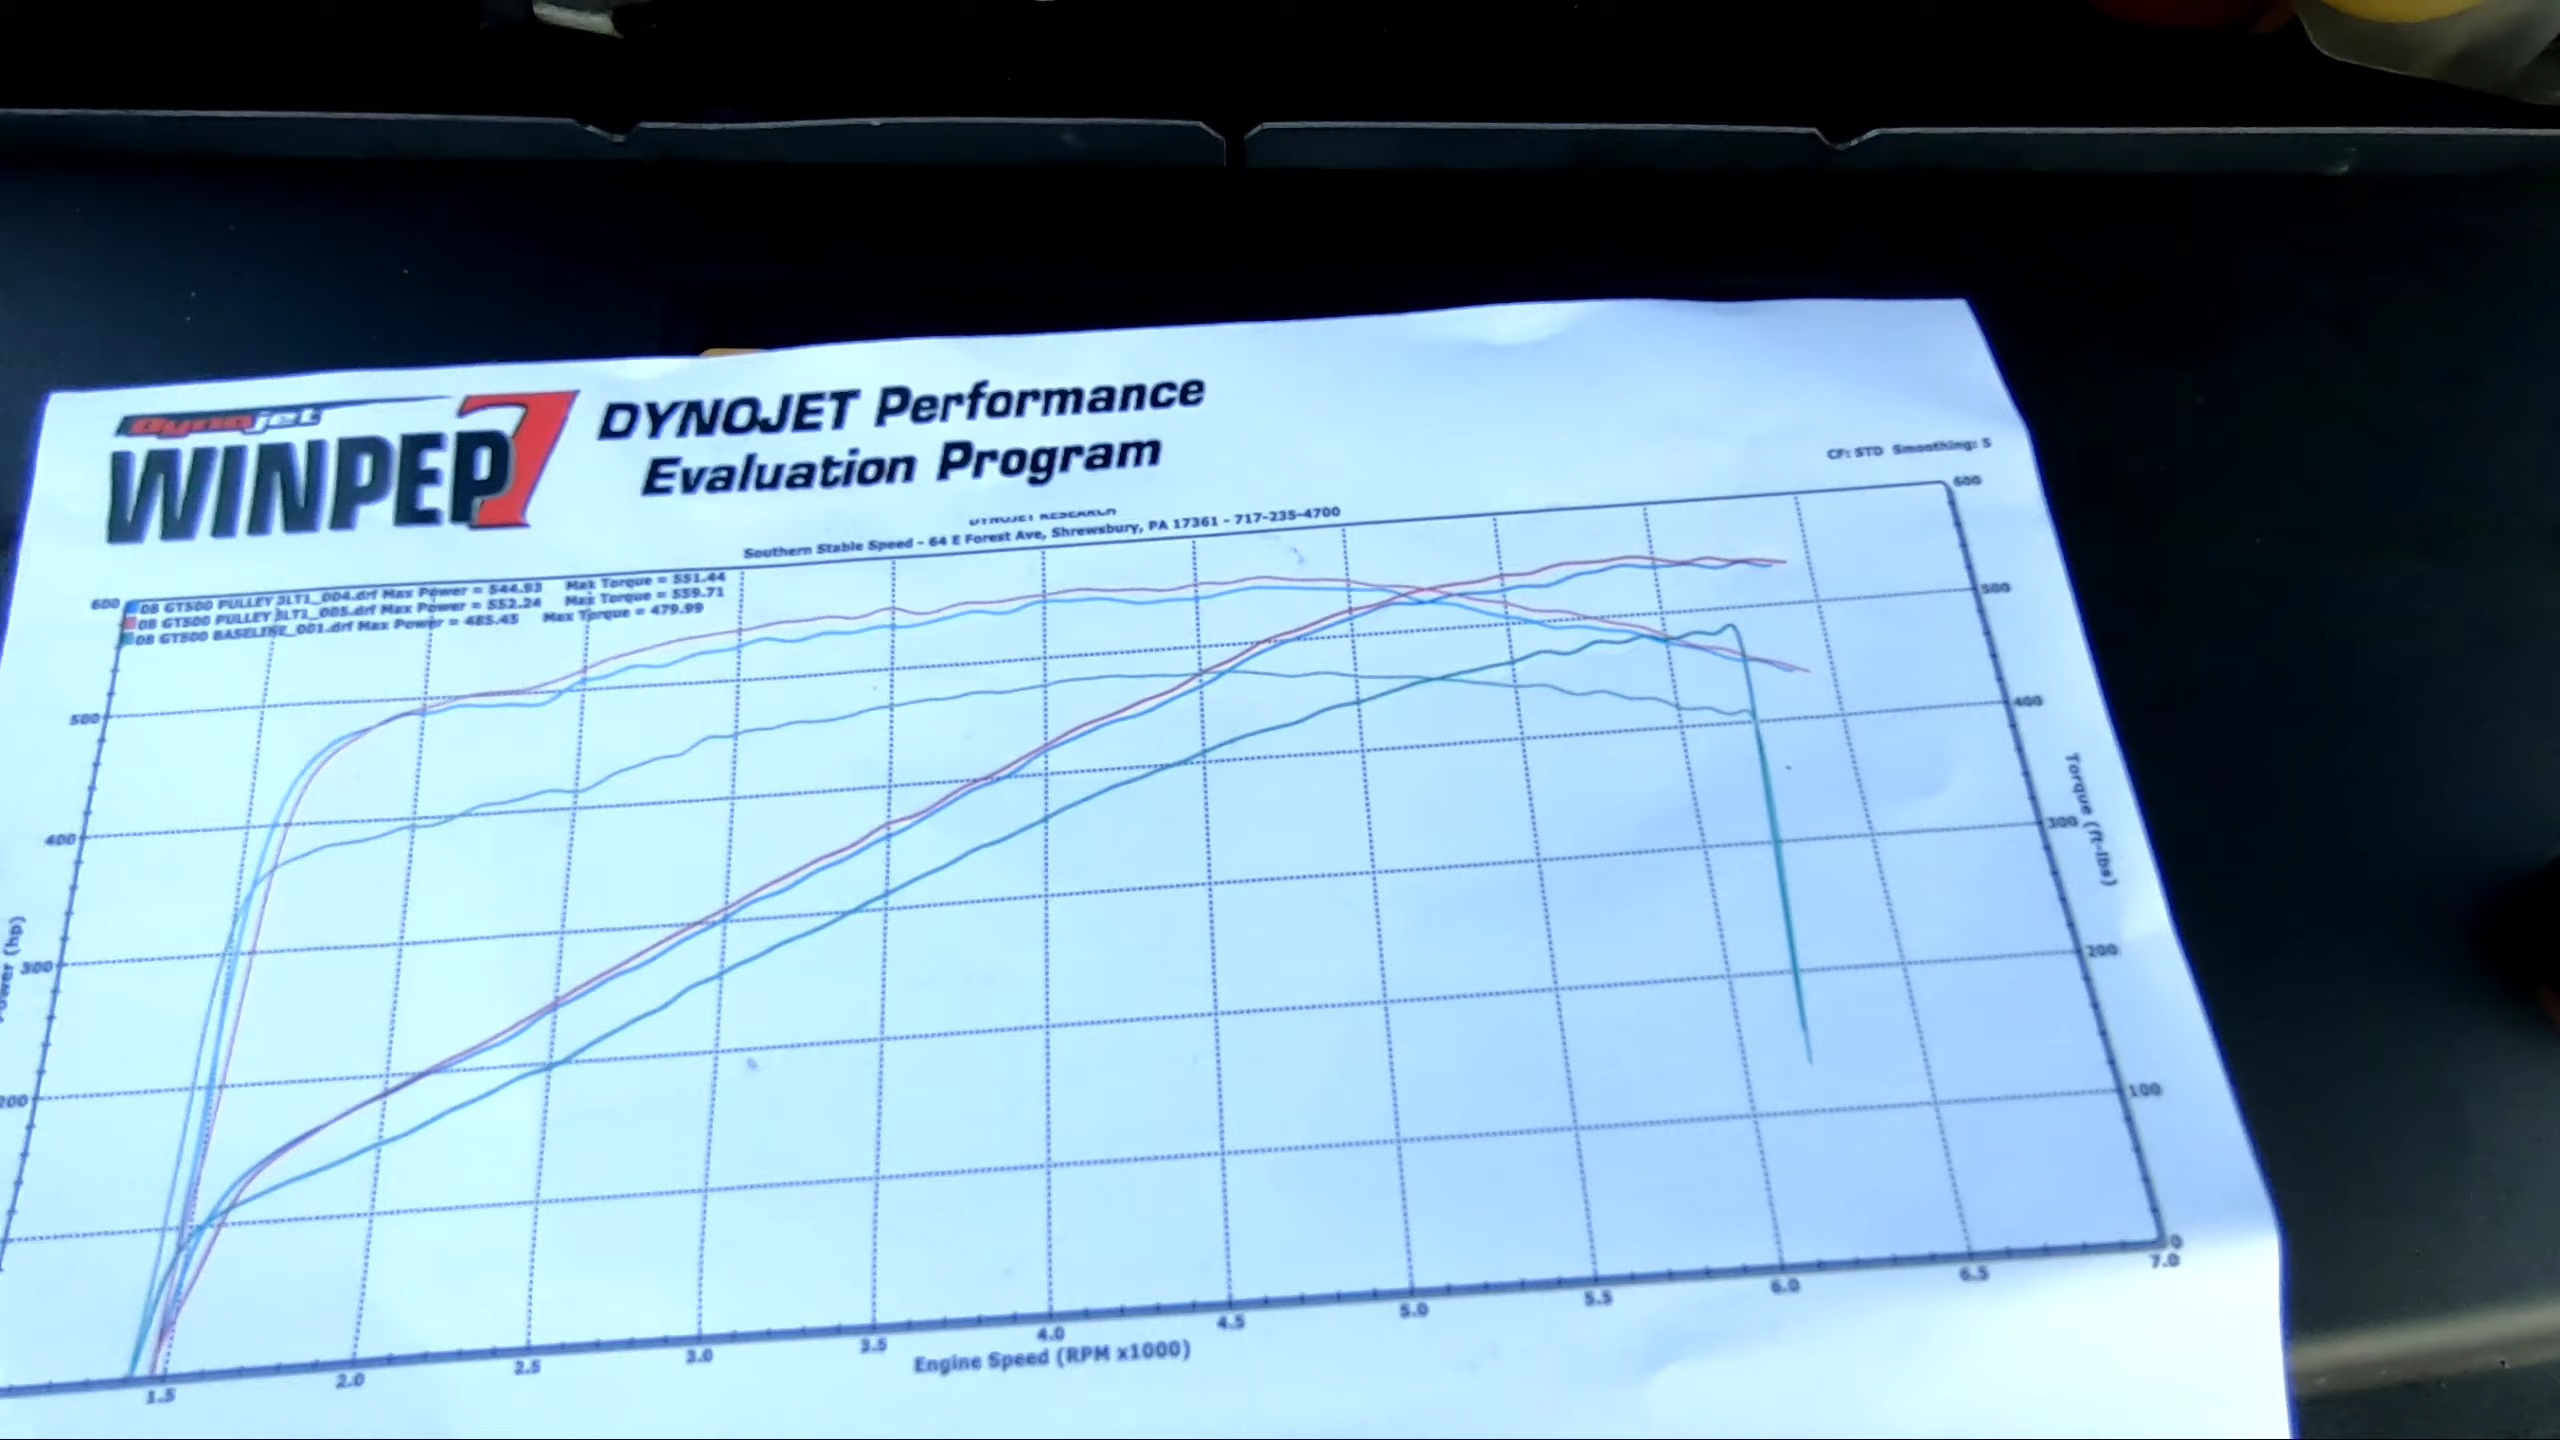 Dynojet
WINPEP7
DYNOJET Performance
Evaluation Program
CF: STD Smoothing: 5
DYNOJET RESEARCH
Southern Stable Speed - 64 E Forest Ave, Shrewsbury, PA 17361 - 717-235-4700
08 GT500 PULLEY 3LT1_004.drf Max Power = 544.93 Max Torque = 551.44
08 GT500 PULLEY 3LT1_005.drf Max Power = 552.24 Max Torque = 559.71
08 GT500 BASELINE_001.drf Max Power = 485.45 Max Torque = 479.99
600
500
400
300
200
Power (hp)
600
500
400
300
200
100
0
Torque (ft-lbs)
1.5 2.0 2.5 3.0 3.5 4.0 4.5 5.0 5.5 6.0 6.5 7.0
Engine Speed (RPM x1000)